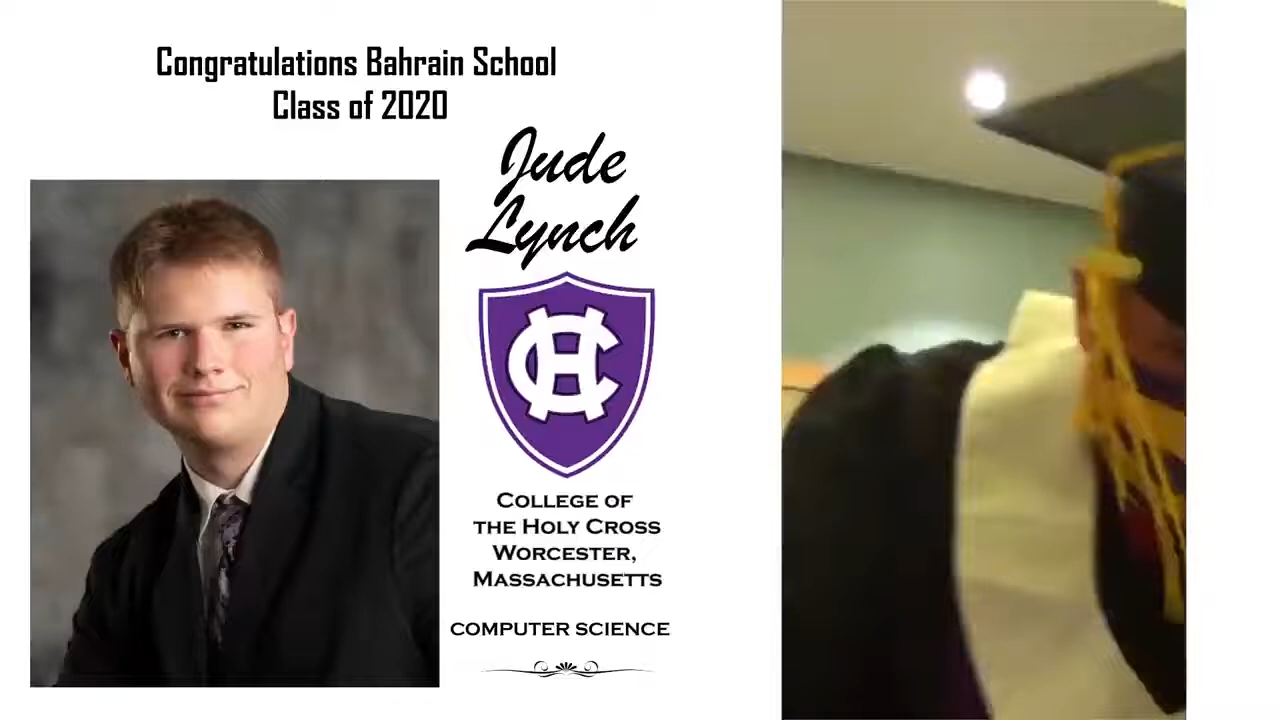 Congratulations Bahrain School
Class of 2020
Jude
Lynch
HC
COLLEGE OF
THE HOLY CROSS
WORCESTER,
MASSACHUSETTS
COMPUTER SCIENCE